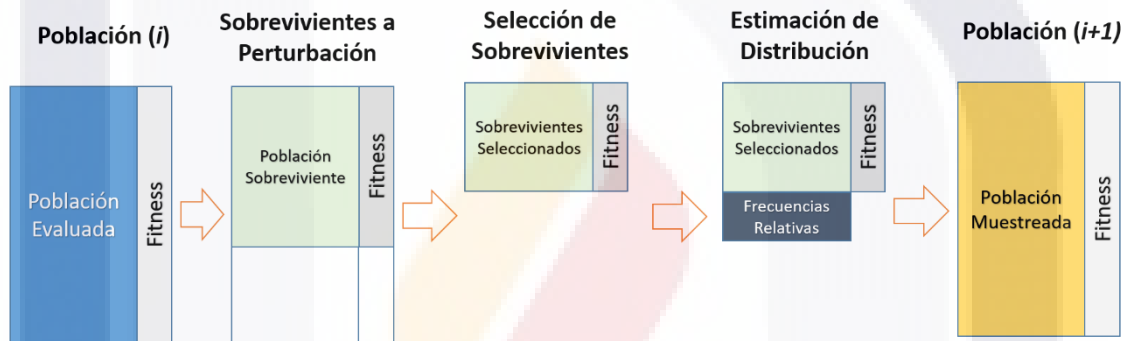 Población (i)
Sobrevivientes a
Perturbación
Selección de
Sobrevivientes
Estimación de
Distribución
Población (i+1)
Población
Evaluada
Fitness
Población
Sobreviviente
Fitness
Sobrevivientes
Seleccionados
Fitness
Sobrevivientes
Seleccionados
Fitness
Frecuencias
Relativas
Población
Muestreada
Fitness